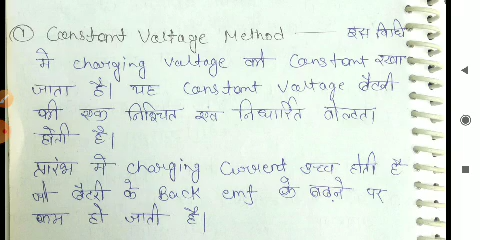 ① Constant Voltage Method — इस विधि
मे charging voltage को constant रखा
जाता है। यह constant voltage बैटरी
की एक निश्चित एवं निर्धारित वोल्टता
होती है।
प्रारंभ मे charging current उच्च होती है
जो बैटरी के Back emf के बढ़ने पर
कम हो जाती है।